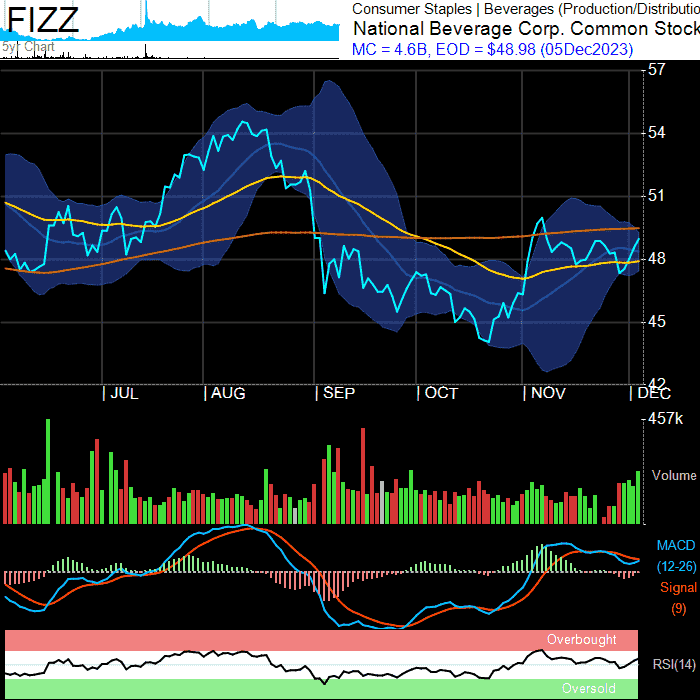 FIZZ
5yr Chart
Consumer Staples | Beverages (Production/Distributio
National Beverage Corp. Common Stock
MC = 4.6B, EOD = $48.98 (05Dec2023)
57
54
51
48
45
42
| JUL | AUG | SEP | OCT | NOV | DEC
457k
Volume
MACD
(12-26)
Signal
(9)
Overbought
RSI(14)
Oversold